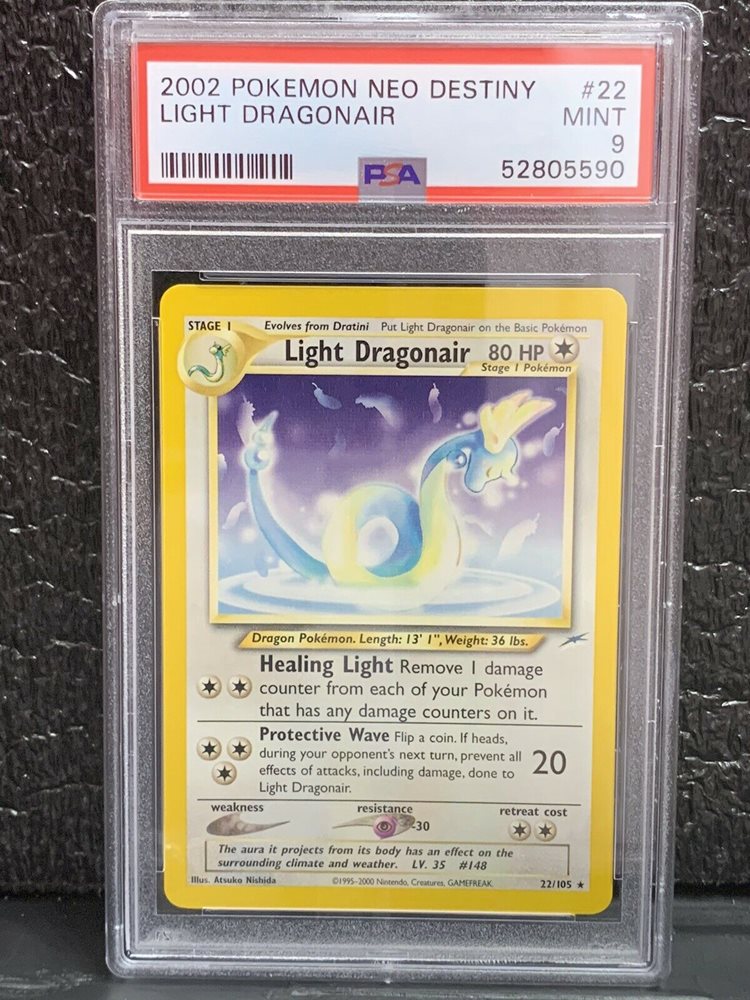 2002 POKEMON NEO DESTINY #22
LIGHT DRAGONAIR MINT
9
PSA 52805590
STAGE 1 Evolves from Dratini Put Light Dragonair on the Basic Pokémon
Light Dragonair 80 HP
Stage 1 Pokémon
Dragon Pokémon. Length: 13' 1", Weight: 36 lbs.
Healing Light Remove 1 damage
counter from each of your Pokémon
that has any damage counters on it.
Protective Wave Flip a coin. If heads,
during your opponent's next turn, prevent all 20
effects of attacks, including damage, done to
Light Dragonair.
weakness resistance retreat cost
-30
The aura it projects from its body has an effect on the
surrounding climate and weather. LV. 35 #148
Illus. Atsuko Nishida ©1995-2000 Nintendo, Creatures, GAMEFREAK. 22/105 ★